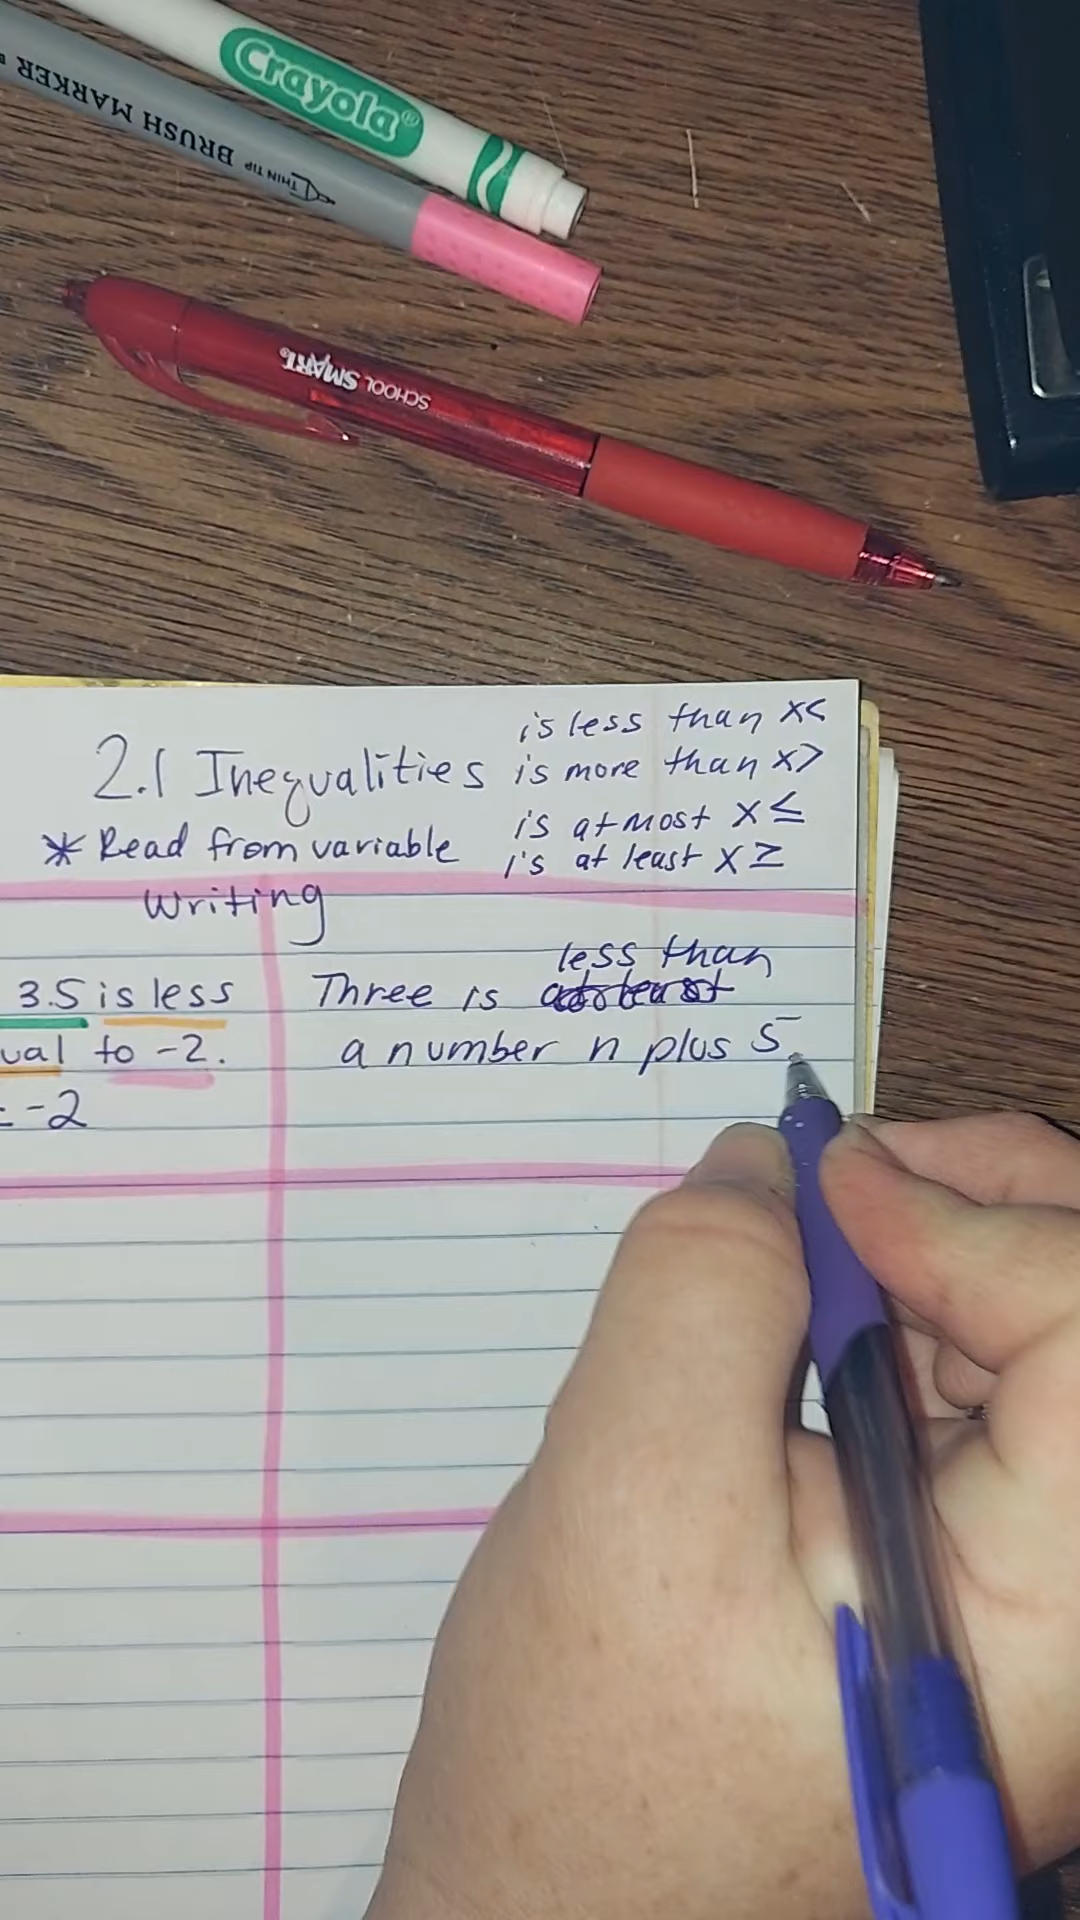 Crayola®
BRUSH MARKER
THIN TIP
SCHOOL SMART®
2.1 Inequalities
* Read from variable
is less than x<
is more than x>
is at most x≤
is at least x≥
Writing
3.5 is less
ual to -2.
-2
less than
Three is
a number n plus 5